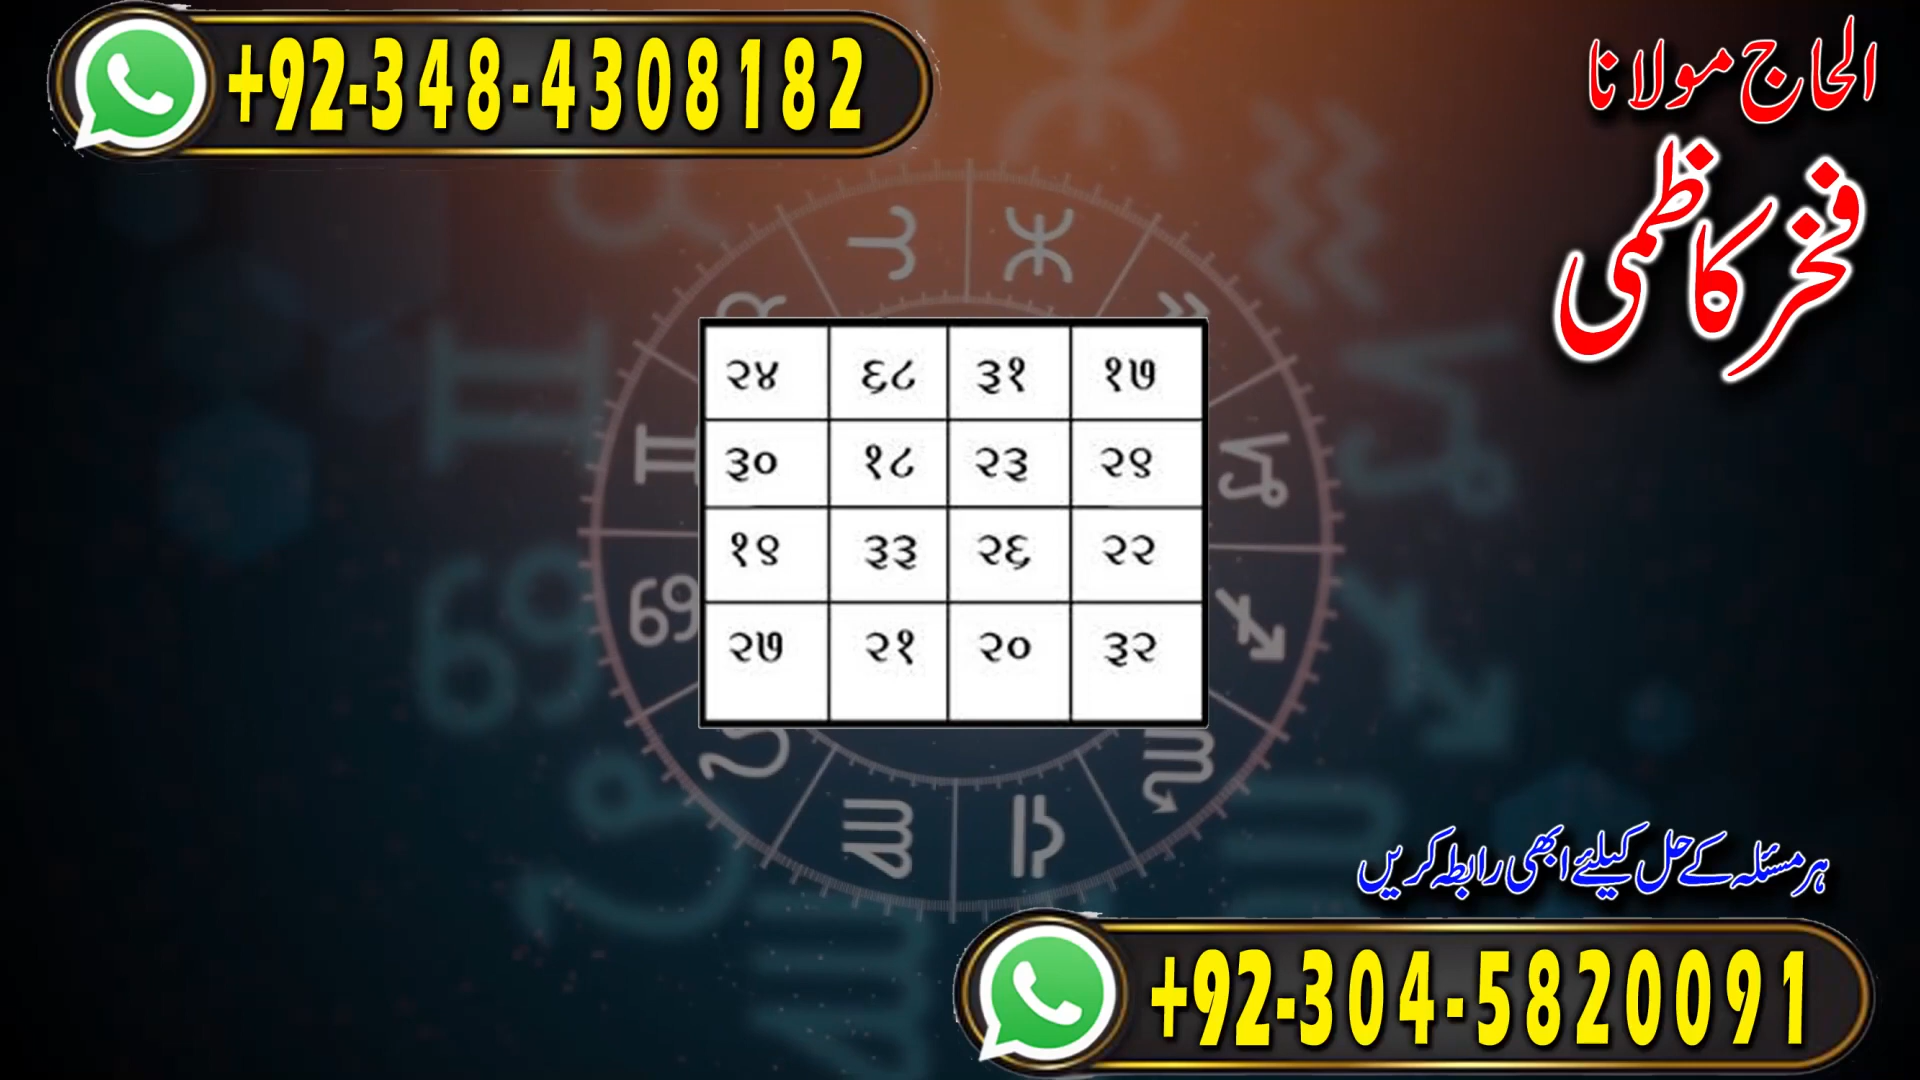 +92-348-4308182
الحاج مولانا
فخر کاظمی
२४ ६८ ३१ १७
३० १८ २३ २९
१९ ३३ २६ २२
२७ २१ २० ३२
ہر مسئلہ کے حل کیلئے ابھی رابطہ کریں
+92-304-5820091